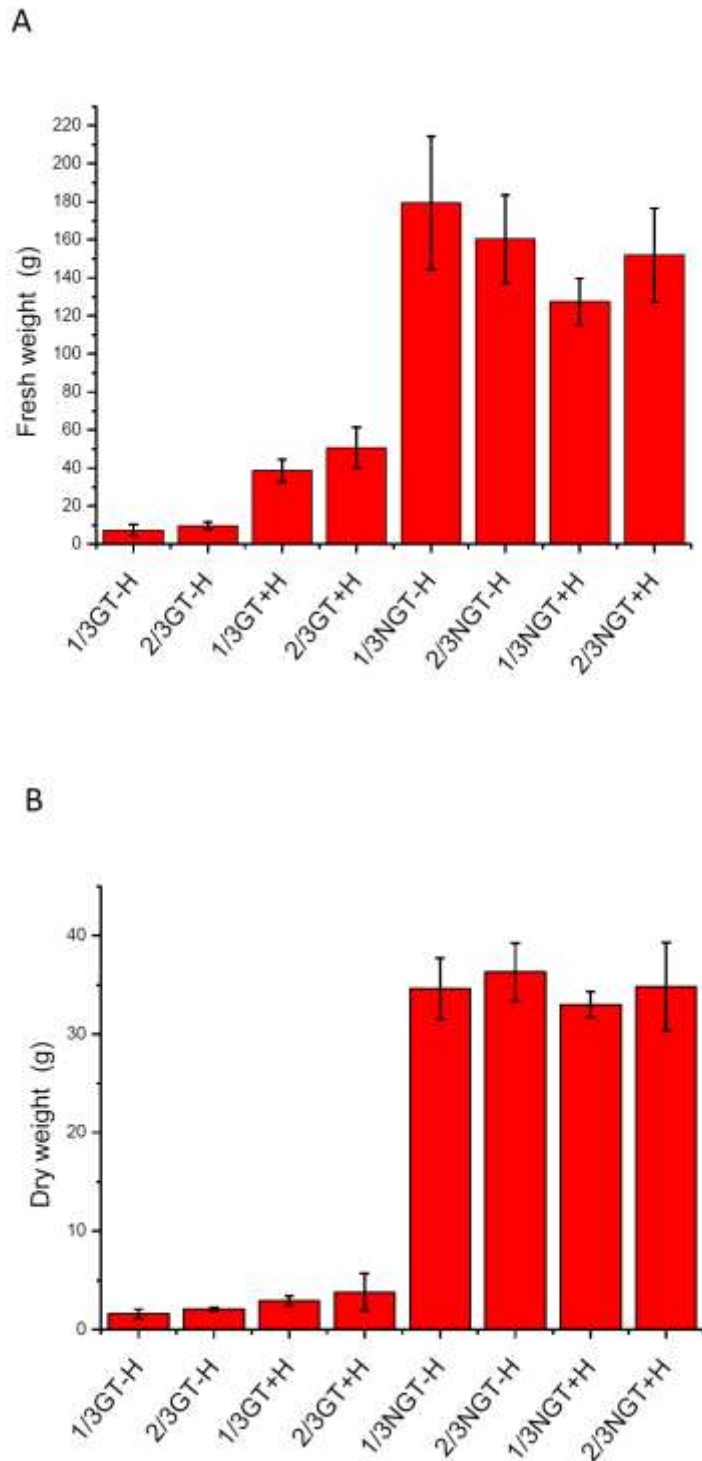 A
220
200
180
160
140
120
100
80
60
40
20
0
Fresh weight (g)
1/3GT-H
2/3GT-H
1/3GT+H
2/3GT+H
1/3NGT-H
2/3NGT-H
1/3NGT+H
2/3NGT+H
B
40
30
20
10
0
Dry weight (g)
1/3GT-H
2/3GT-H
1/3GT+H
2/3GT+H
1/3NGT-H
2/3NGT-H
1/3NGT+H
2/3NGT+H